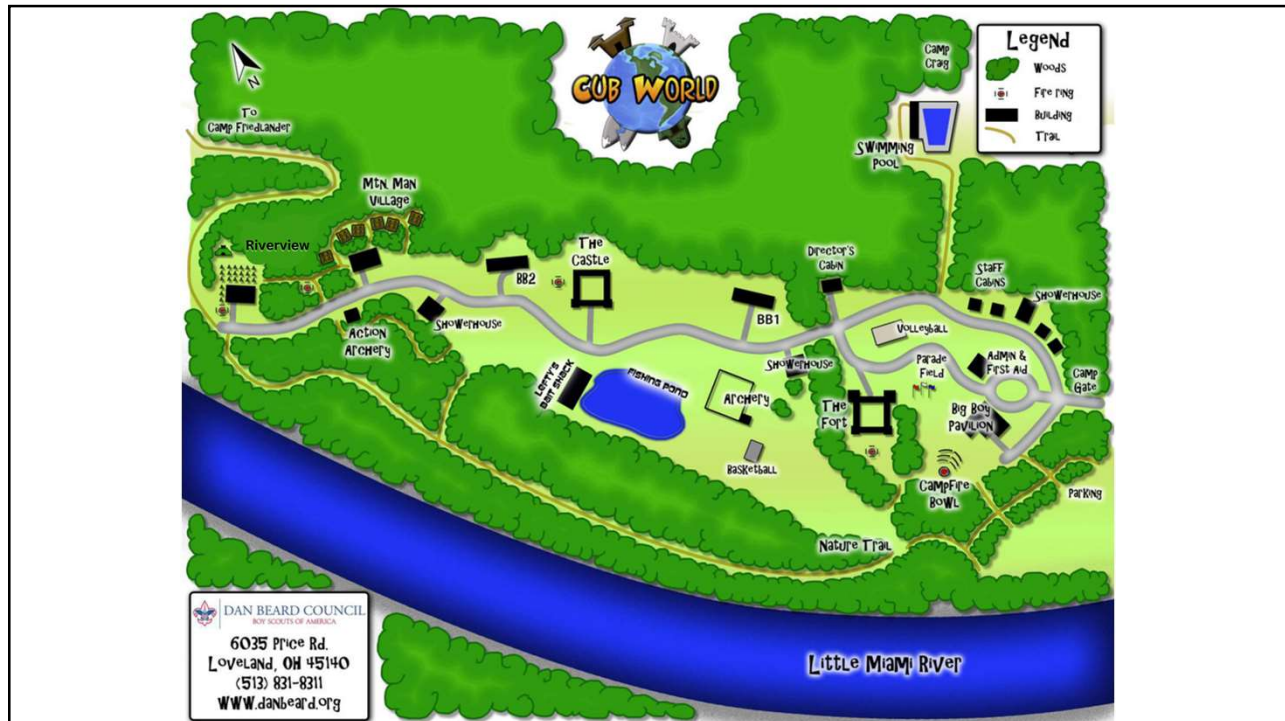 CUB WORLD
Camp
Craig
Legend
Woods
Fire ring
Building
Trail
N
To
Camp Friedlander
Swimming
Pool
Mtn. Man
Village
Riverview
The
Castle
BB2
Director's
Cabin
Staff
Cabins
Showerhouse
BB1
Volleyball
Action
Archery
Showerhouse
Showerhouse
Parade
Field
Admin &
First Aid
Camp
Gate
Lefty's
Bait Shack
Fishing Pond
Archery
The
Fort
Big Boy
Pavilion
Basketball
Campfire
Bowl
Parking
Nature Trail
DAN BEARD COUNCIL
BOY SCOUTS OF AMERICA
6035 Price Rd.
Loveland, OH 45140
(513) 831-8311
www.danbeard.org
Little Miami River